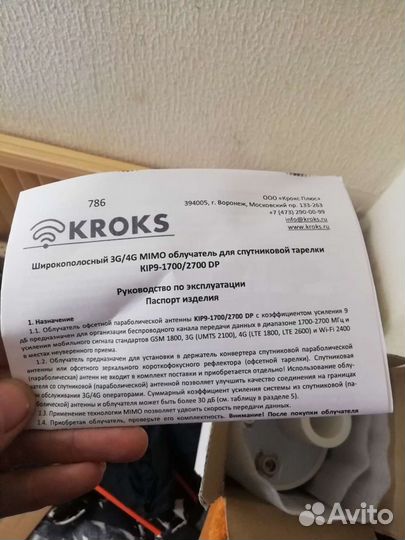 786
ООО «Крокс Плюс»
394005, г. Воронеж, Московский пр. 133-263
+7 (473) 290-00-99
info@kroks.ru
www.kroks.ru
KROKS
Широкополосный 3G/4G MIMO облучатель для спутниковой тарелки
KIP9-1700/2700 DP
Руководство по эксплуатации
Паспорт изделия
1. Назначение
1.1. Облучатель офсетной параболической антенны KIP9-1700/2700 DP с коэффициентом усиления 9
дБ предназначен для организации беспроводного канала передачи данных в диапазоне 1700-2700 МГц и
усиления мобильного сигнала стандартов GSM 1800, 3G (UMTS 2100), 4G (LTE 1800, LTE 2600) и Wi-Fi 2400
в местах неуверенного приема.
1.2. Облучатель предназначен для установки в держатель конвертера спутниковой параболической
антенны или офсетного зеркального короткофокусного рефлектора (офсетной тарелки). Спутниковая
(параболическая) антенна не входит в комплект поставки и приобретается отдельно! Использование облу-
чателя со спутниковой (параболической) антенной позволяет улучшить качество соединения на границах
зон обслуживания 3G/4G операторами. Суммарный коэффициент усиления системы из спутниковой (па-
раболической) антенны и облучателя может быть более 30 дБ (см. таблицу в разделе 5).
1.3. Применение технологии MIMO позволяет удвоить скорость передачи данных.
1.4. Приобретая облучатель, проверьте его комплектность. Внимание! После покупки облучателя
Avito